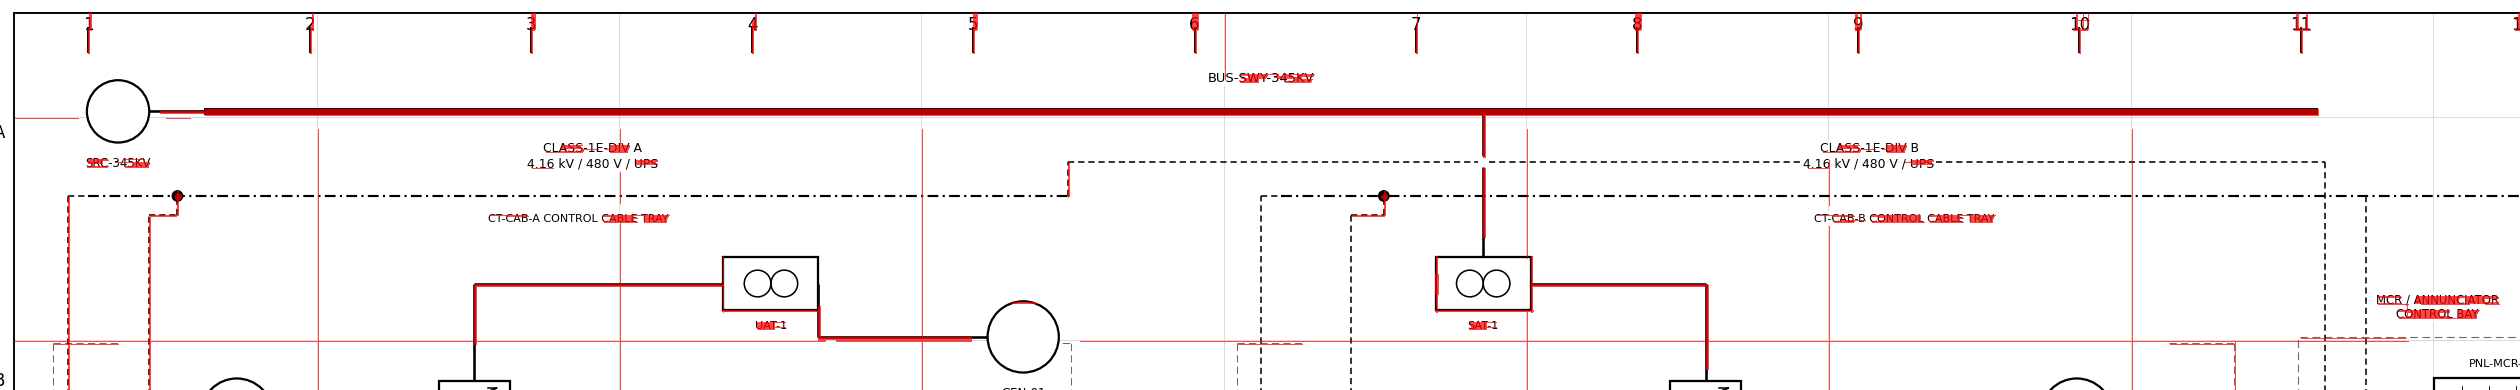 1 2 3 4 5 6 7 8 9 10 11
BUS-SWY-345KV
A
SRC-345KV
CLASS-1E-DIV A
4.16 kV / 480 V / UPS
CLASS-1E-DIV B
4.16 kV / 480 V / UPS
CT-CAB-A CONTROL CABLE TRAY
CT-CAB-B CONTROL CABLE TRAY
MCR / ANNUNCIATOR
CONTROL BAY
UAT-1
SAT-1
PNL-MCR
B
GEN-01